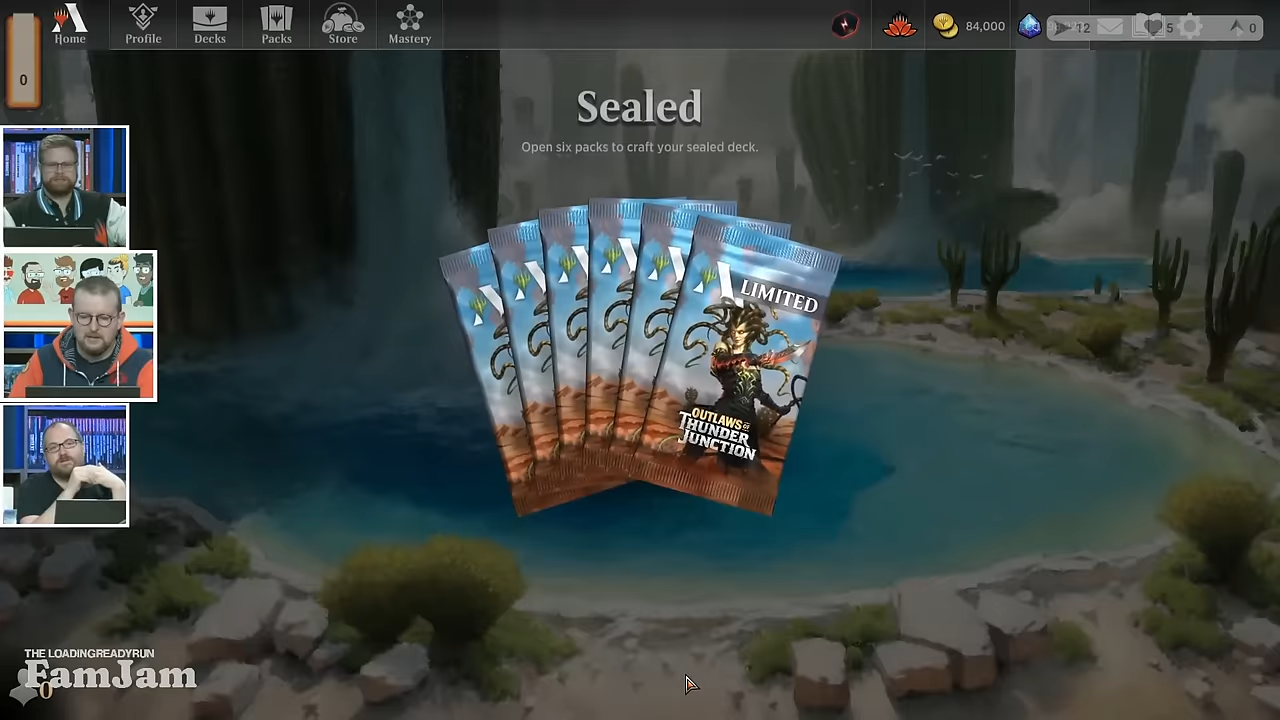 Home
Profile
Decks
Packs
Store
Mastery
84,000
12
5
0
0
Sealed
Open six packs to craft your sealed deck.
LIMITED
OUTLAWS OF
THUNDER
JUNCTION
THE LOADINGREADYRUN
FamJam
0